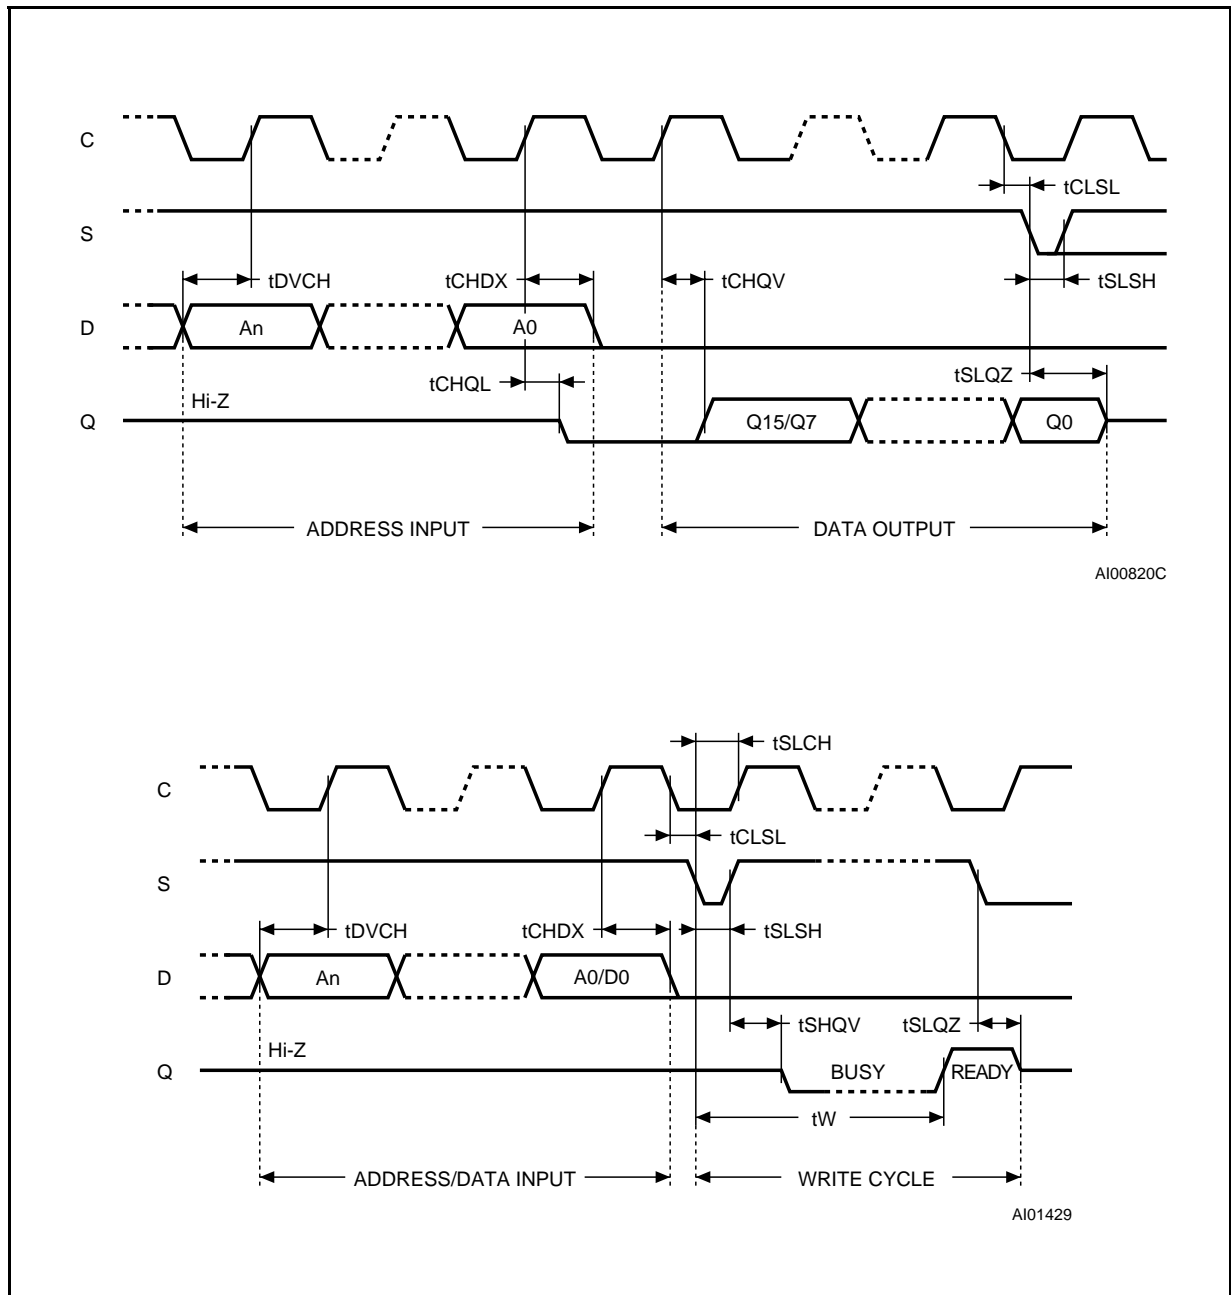 C
tCLSL
S
tDVCH
tCHDX
tCHQV
tSLSH
D
An
A0
tCHQL
tSLQZ
Hi-Z
Q
Q15/Q7
Q0
ADDRESS INPUT
DATA OUTPUT
AI00820C
tSLCH
C
tCLSL
S
tDVCH
tCHDX
tSLSH
D
An
A0/D0
tSHQV
tSLQZ
Hi-Z
Q
BUSY
READY
tW
ADDRESS/DATA INPUT
WRITE CYCLE
AI01429